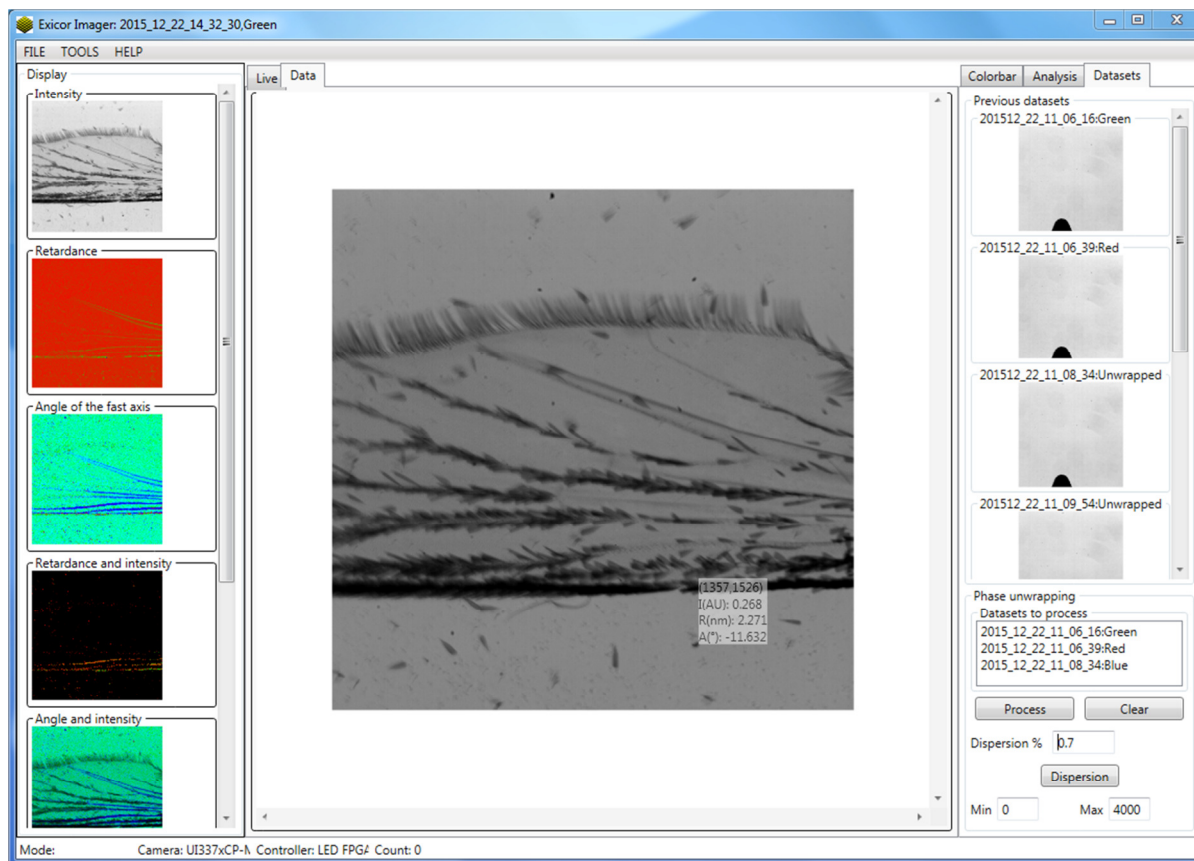 Exicor Imager: 2015_12_22_14_32_30,Green
FILE TOOLS HELP
Display
Intensity
Retardance
Angle of the fast axis
Retardance and intensity
Angle and intensity
Live Data
(1357,1526)
I(AU): 0.268
R(nm): 2.271
A(°): -11.632
Colorbar Analysis Datasets
Previous datasets
201512_22_11_06_16:Green
201512_22_11_06_39:Red
201512_22_11_08_34:Unwrapped
201512_22_11_09_54:Unwrapped
Phase unwrapping
Datasets to process
2015_12_22_11_06_16:Green
2015_12_22_11_06_39:Red
2015_12_22_11_08_34:Blue
Process Clear
Dispersion % 0.7
Dispersion
Min 0 Max 4000
Mode: Camera: UI337xCP-M Controller: LED FPGA Count: 0